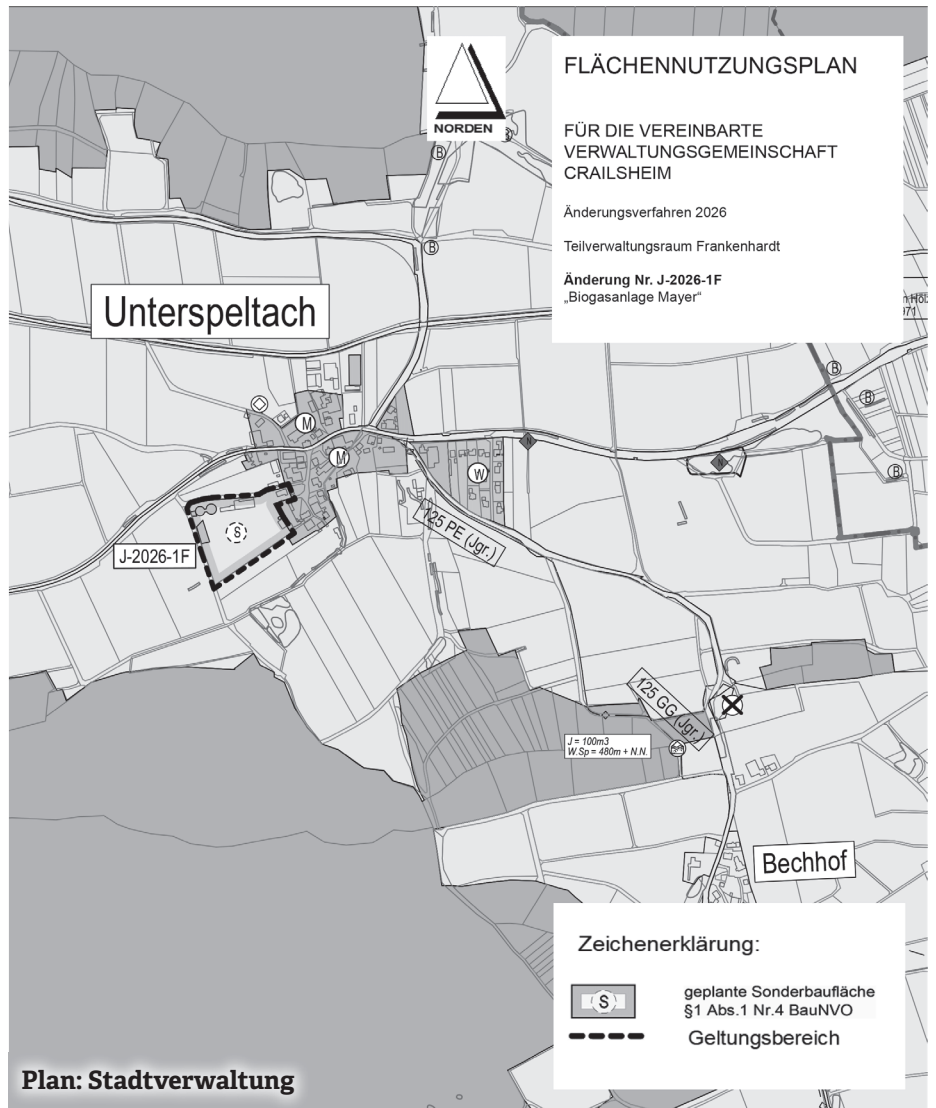 NORDEN
FLÄCHENNUTZUNGSPLAN
FÜR DIE VEREINBARTE
VERWALTUNGSGEMEINSCHAFT
CRAILSHEIM
Änderungsverfahren 2026
Teilverwaltungsraum Frankenhardt
Änderung Nr. J-2026-1F
„Biogasanlage Mayer“
B
B
Unterspeltach
971
B
B
B
M
M
W
N
N
S
J-2026-1F
125 PE (Jgr.)
125 GG (Jgr.)
J = 100m3
W.Sp = 480m + N.N.
Bechhof
Zeichenerklärung:
S
geplante Sonderbaufläche
§1 Abs.1 Nr.4 BauNVO
Geltungsbereich
Plan: Stadtverwaltung